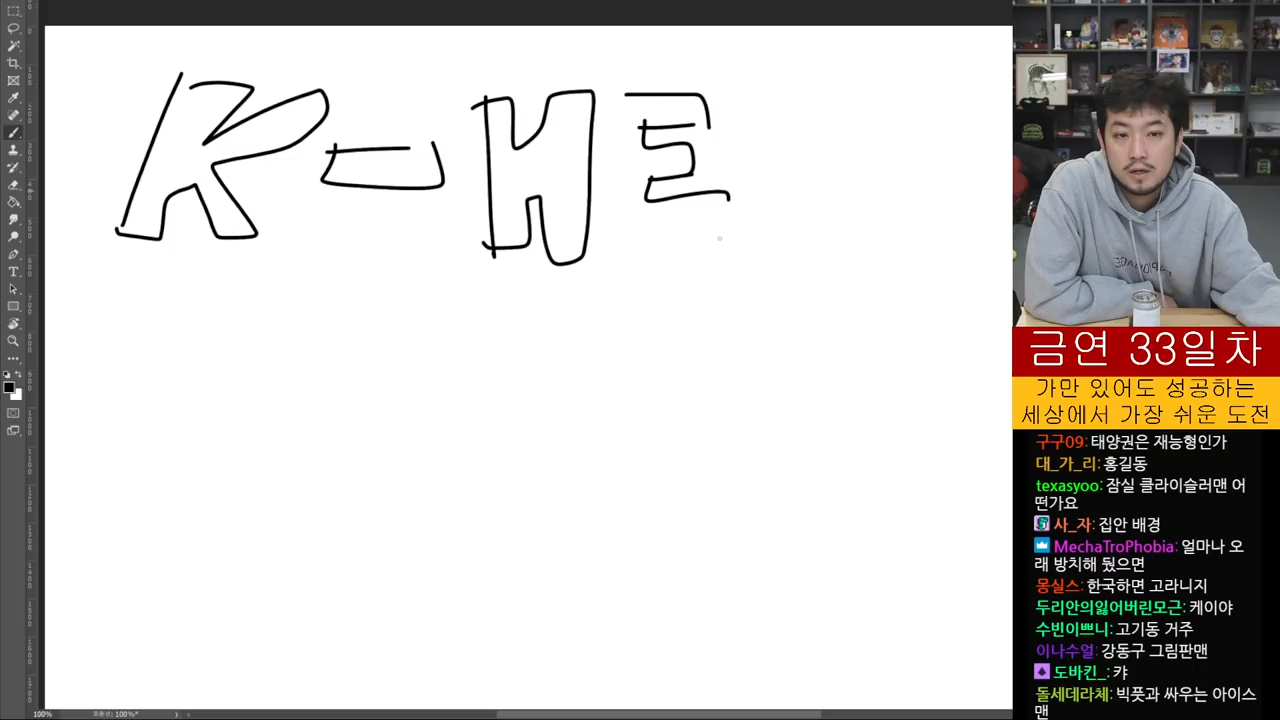 K-HE
금연 33일차
가만 있어도 성공하는
세상에서 가장 쉬운 도전
구구09: 태양권은 재능형인가
대_가_리: 홍길동
texasyoo: 잠실 클라이슬러맨 어
떤가요
사_자: 집안 배경
MechaTroPhobia: 얼마나 오
래 방치해 뒀으면
몽실스: 한국하면 고라니지
두리안의잃어버린모근: 케이야
수빈이쁘니: 고기동 거주
이나수얼: 강동구 그림판맨
도바킨_: 캬
돌세데라체: 빅풋과 싸우는 아이스
맨
100%